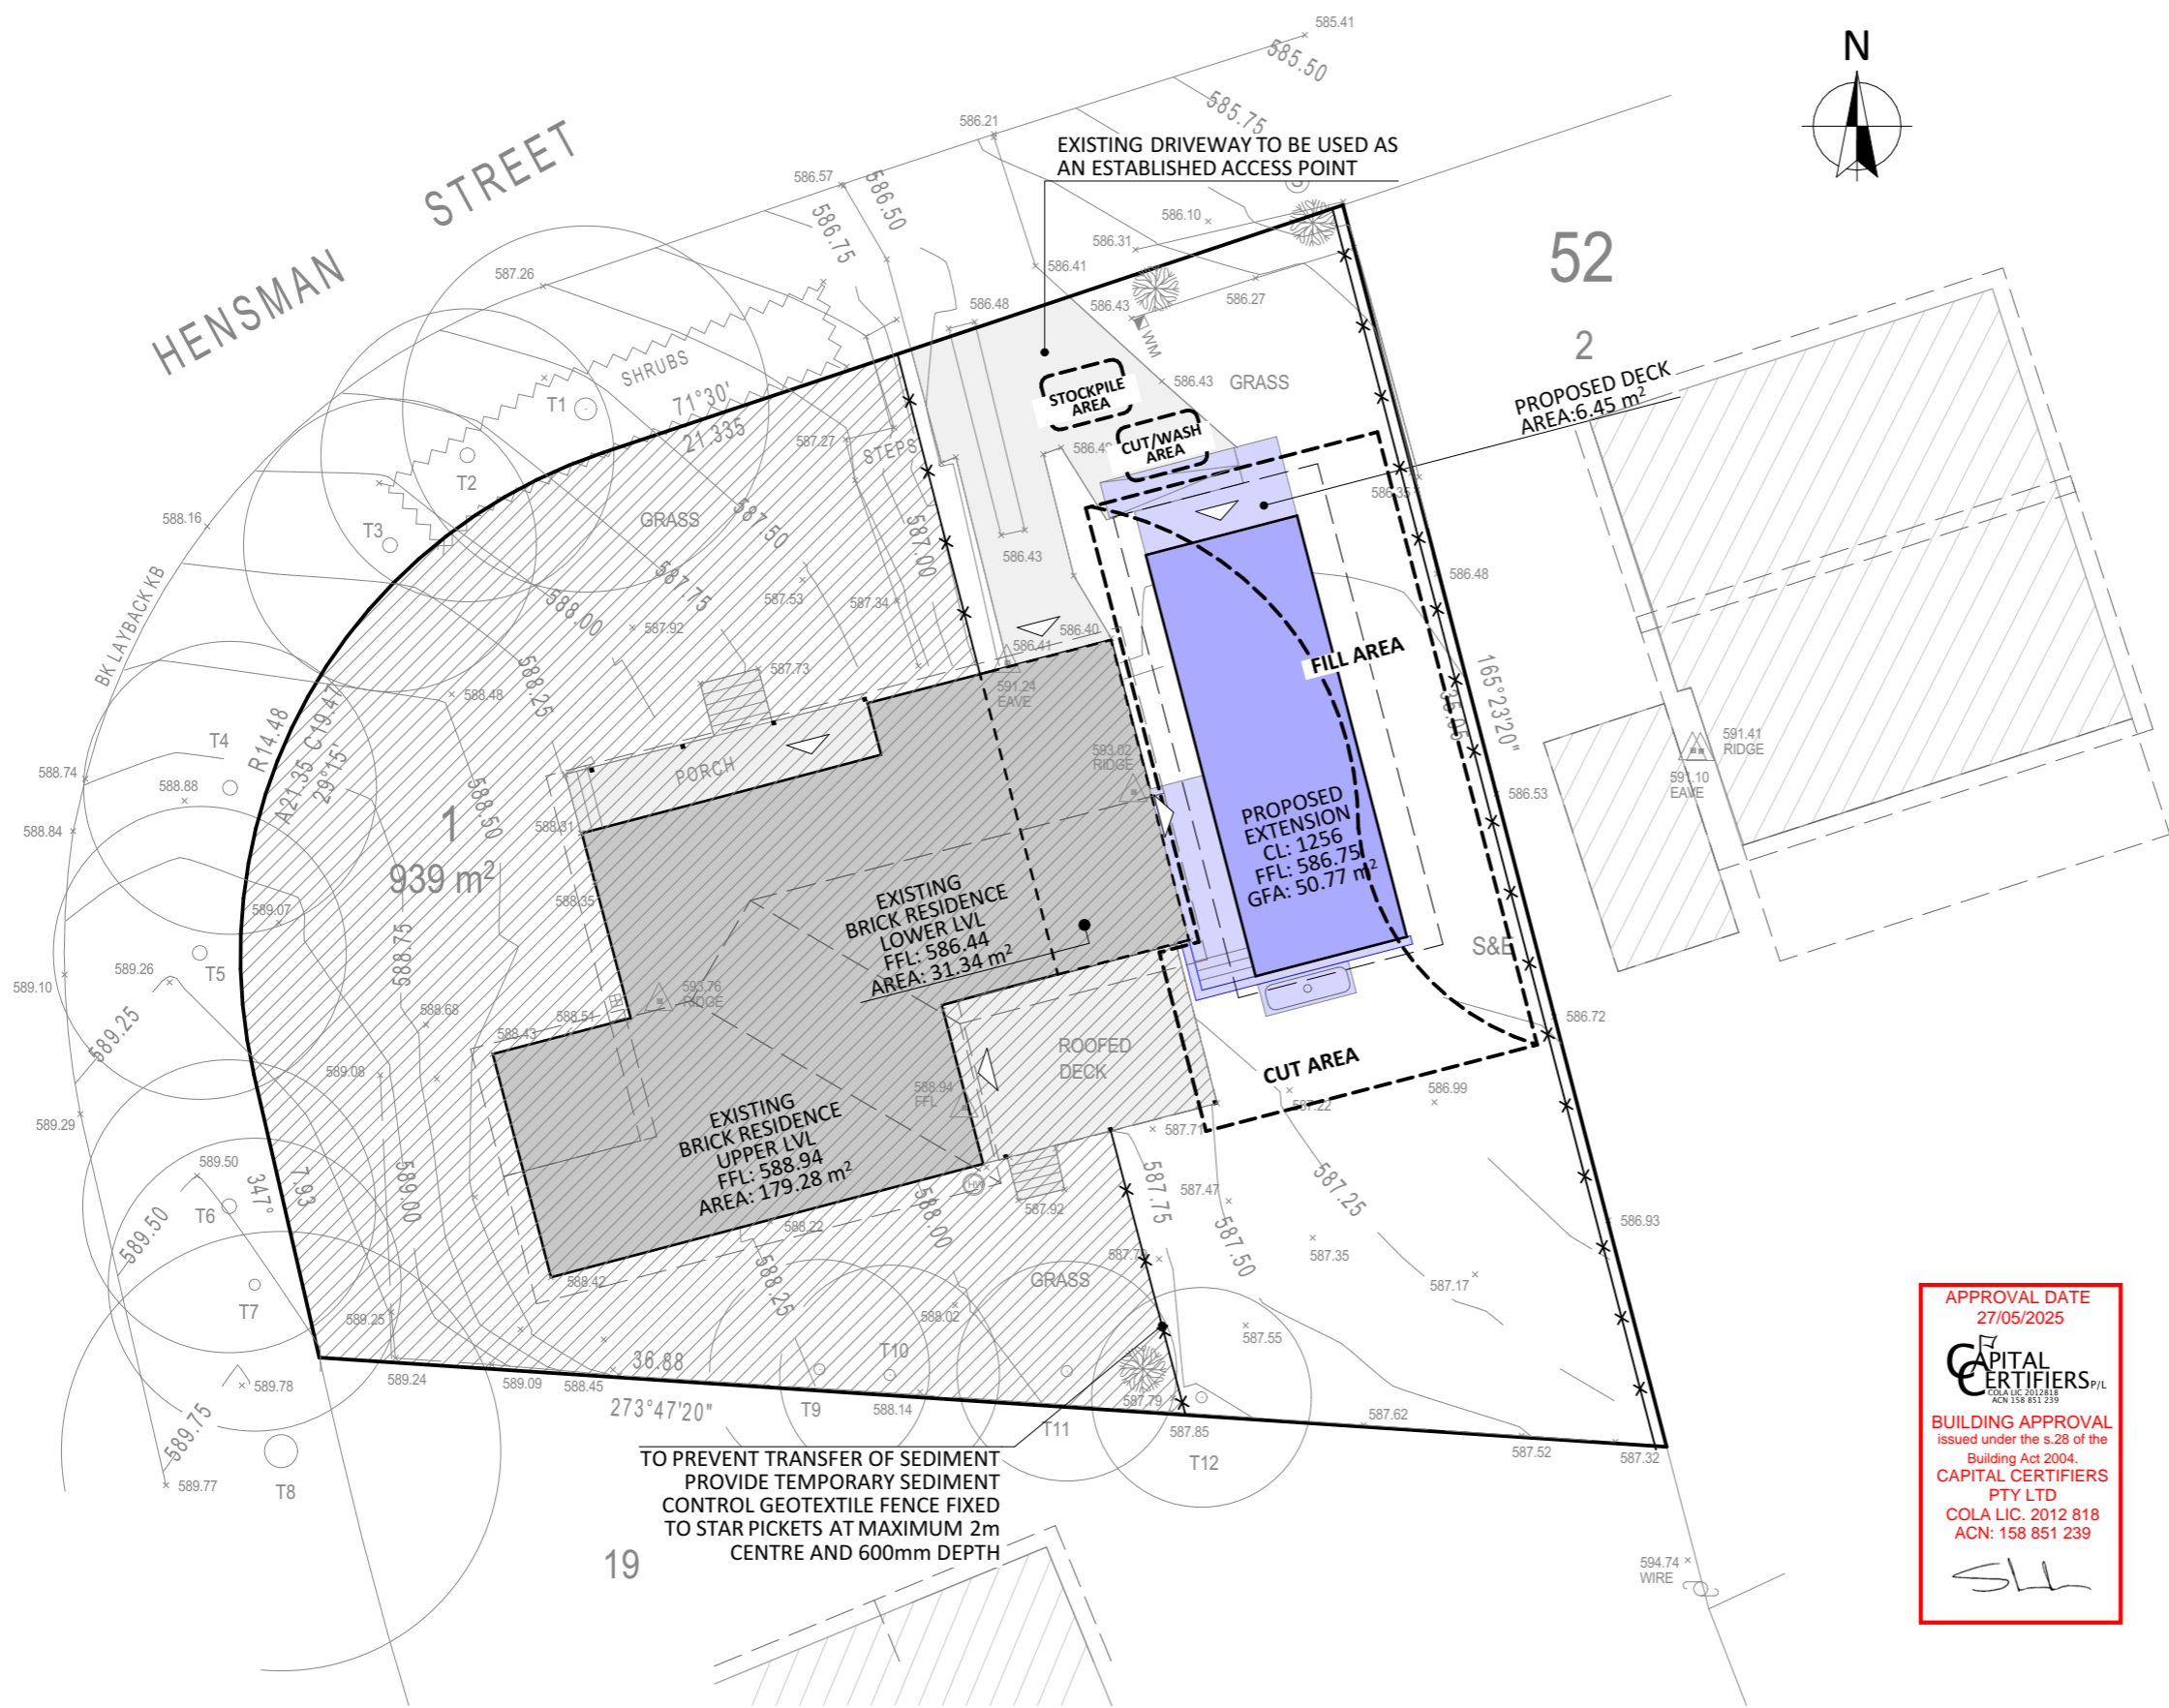 585.41
585.50
585.75
586.21
N
EXISTING DRIVEWAY TO BE USED AS
AN ESTABLISHED ACCESS POINT
HENSMAN STREET
586.57
586.50
586.75
586.10
586.31
586.41
52
2
587.26
586.48
586.43
586.27
WM
SHRUBS
71°30'
21.335
T1
STOCKPILE
AREA
586.43
GRASS
PROPOSED DECK
AREA:6.45 m²
T2
587.27
STEPS
CUT/WASH
AREA
586.35
588.16
T3
GRASS
587.50
587.00
586.43
586.48
BK LAYBACK KB
588.00
587.75
587.53
587.34
587.92
586.40
586.41
FILL AREA
165°23'20"
35.05
588.48
588.25
587.73
591.24
EAVE
T4
R14.48
A21.35 C19.47
29°15'
588.74
588.88
PORCH
593.02
RIDGE
591.41
RIDGE
591.10
EAVE
586.53
588.84
1
939 m²
588.50
588.31
PROPOSED
EXTENSION
CL: 1256
FFL: 586.75
GFA: 50.77 m²
589.07
588.35
EXISTING
BRICK RESIDENCE
LOWER LVL
FFL: 586.44
AREA: 31.34 m²
588.75
S&E
589.10
589.26
T5
589.25
588.68
588.51
588.43
593.76
RIDGE
586.72
ROOFED
DECK
CUT AREA
589.08
588.94
FFL
587.22
586.99
589.29
EXISTING
BRICK RESIDENCE
UPPER LVL
FFL: 588.94
AREA: 179.28 m²
587.71
589.50
347°
7.93
589.00
T6
589.50
HW
587.92
588.00
587.75
587.47
587.50
587.25
586.93
588.22
587.35
588.42
588.25
GRASS
587.17
T7
589.25
588.02
587.55
APPROVAL DATE
27/05/2025
CAPITAL
CERTIFIERS P/L
COLA LIC 2012818
ACN 158 851 239
BUILDING APPROVAL
issued under the s.28 of the
Building Act 2004.
CAPITAL CERTIFIERS
PTY LTD
COLA LIC. 2012 818
ACN: 158 851 239
36.88
T10
589.78
589.24
589.09
588.45
273°47'20"
T9
588.14
587.79
T11
587.85
587.62
587.52
587.32
589.75
589.77
T8
T12
TO PREVENT TRANSFER OF SEDIMENT
PROVIDE TEMPORARY SEDIMENT
CONTROL GEOTEXTILE FENCE FIXED
TO STAR PICKETS AT MAXIMUM 2m
CENTRE AND 600mm DEPTH
19
594.74
WIRE